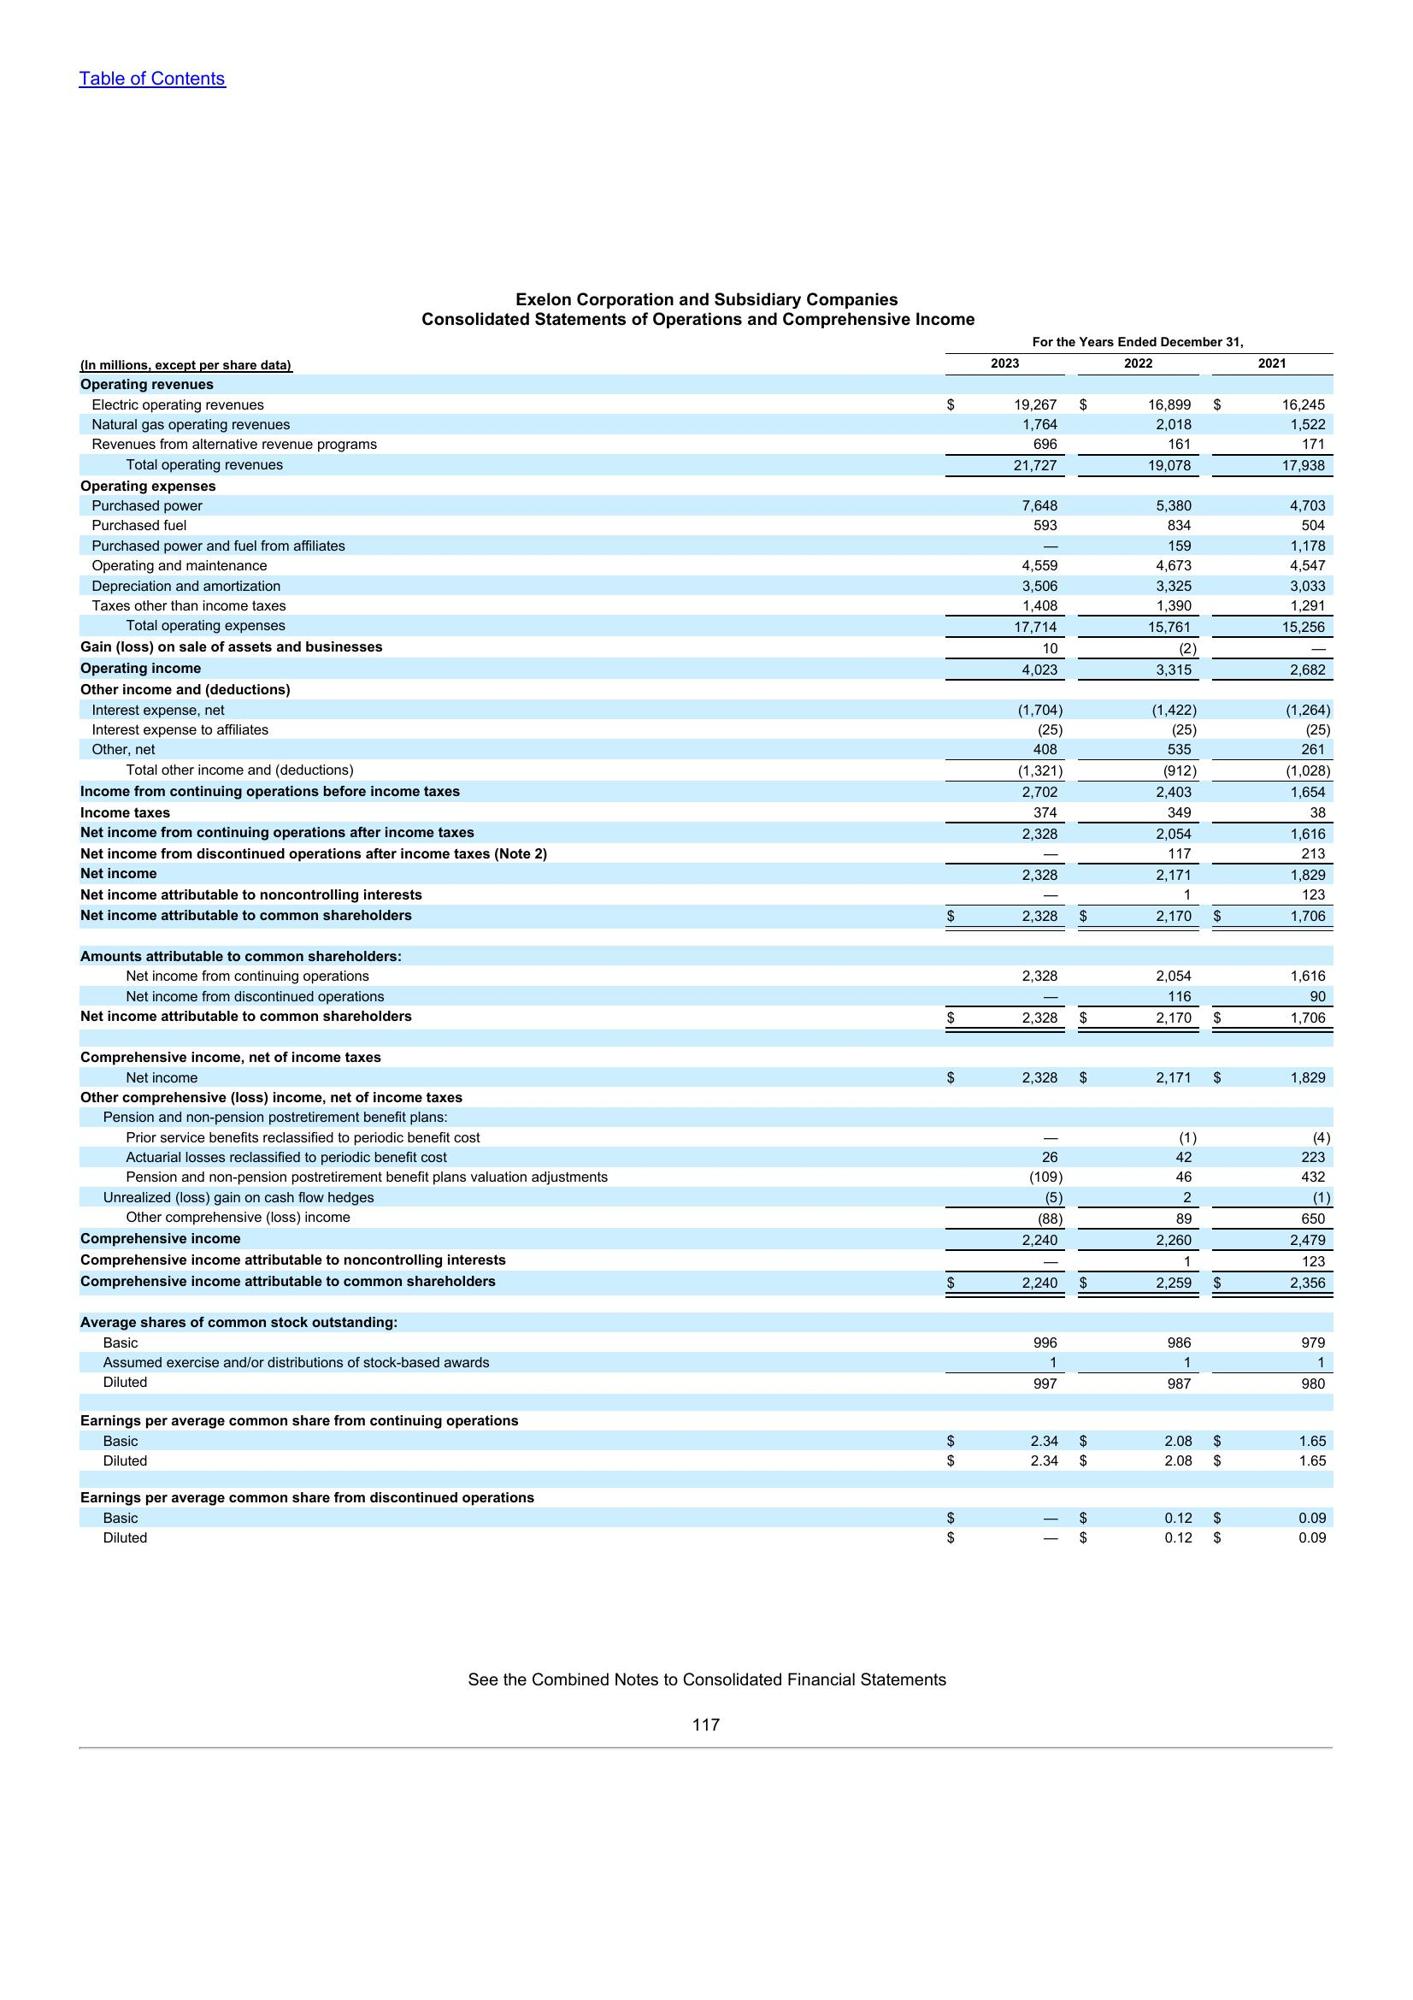 Table of Contents
Exelon Corporation and Subsidiary Companies
Consolidated Statements of Operations and Comprehensive Income
For the Years Ended December 31,
(In millions, except per share data) 2023 2022 2021
Operating revenues
Electric operating revenues $ 19,267 $ 16,899 $ 16,245
Natural gas operating revenues 1,764 2,018 1,522
Revenues from alternative revenue programs 696 161 171
Total operating revenues 21,727 19,078 17,938
Operating expenses
Purchased power 7,648 5,380 4,703
Purchased fuel 593 834 504
Purchased power and fuel from affiliates — 159 1,178
Operating and maintenance 4,559 4,673 4,547
Depreciation and amortization 3,506 3,325 3,033
Taxes other than income taxes 1,408 1,390 1,291
Total operating expenses 17,714 15,761 15,256
Gain (loss) on sale of assets and businesses 10 (2) —
Operating income 4,023 3,315 2,682
Other income and (deductions)
Interest expense, net (1,704) (1,422) (1,264)
Interest expense to affiliates (25) (25) (25)
Other, net 408 535 261
Total other income and (deductions) (1,321) (912) (1,028)
Income from continuing operations before income taxes 2,702 2,403 1,654
Income taxes 374 349 38
Net income from continuing operations after income taxes 2,328 2,054 1,616
Net income from discontinued operations after income taxes (Note 2) — 117 213
Net income 2,328 2,171 1,829
Net income attributable to noncontrolling interests — 1 123
Net income attributable to common shareholders $ 2,328 $ 2,170 $ 1,706
Amounts attributable to common shareholders:
Net income from continuing operations 2,328 2,054 1,616
Net income from discontinued operations — 116 90
Net income attributable to common shareholders $ 2,328 $ 2,170 $ 1,706
Comprehensive income, net of income taxes
Net income $ 2,328 $ 2,171 $ 1,829
Other comprehensive (loss) income, net of income taxes
Pension and non-pension postretirement benefit plans:
Prior service benefits reclassified to periodic benefit cost — (1) (4)
Actuarial losses reclassified to periodic benefit cost 26 42 223
Pension and non-pension postretirement benefit plans valuation adjustments (109) 46 432
Unrealized (loss) gain on cash flow hedges (5) 2 (1)
Other comprehensive (loss) income (88) 89 650
Comprehensive income 2,240 2,260 2,479
Comprehensive income attributable to noncontrolling interests — 1 123
Comprehensive income attributable to common shareholders $ 2,240 $ 2,259 $ 2,356
Average shares of common stock outstanding:
Basic 996 986 979
Assumed exercise and/or distributions of stock-based awards 1 1 1
Diluted 997 987 980
Earnings per average common share from continuing operations
Basic $ 2.34 $ 2.08 $ 1.65
Diluted $ 2.34 $ 2.08 $ 1.65
Earnings per average common share from discontinued operations
Basic $ — $ 0.12 $ 0.09
Diluted $ — $ 0.12 $ 0.09
See the Combined Notes to Consolidated Financial Statements
117